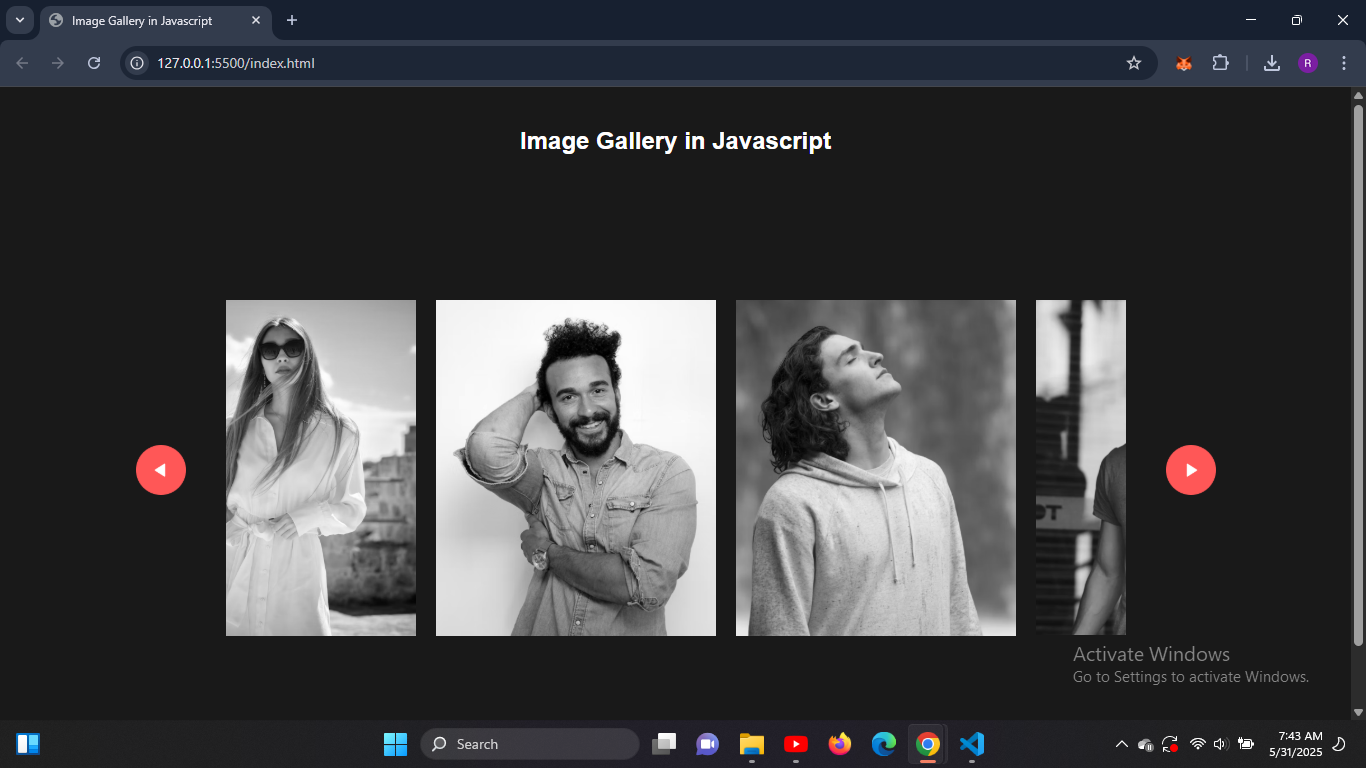 Image Gallery in Javascript
127.0.0.1:5500/index.html
R
Image Gallery in Javascript
OT
Activate Windows
Go to Settings to activate Windows.
Search
7:43 AM
5/31/2025